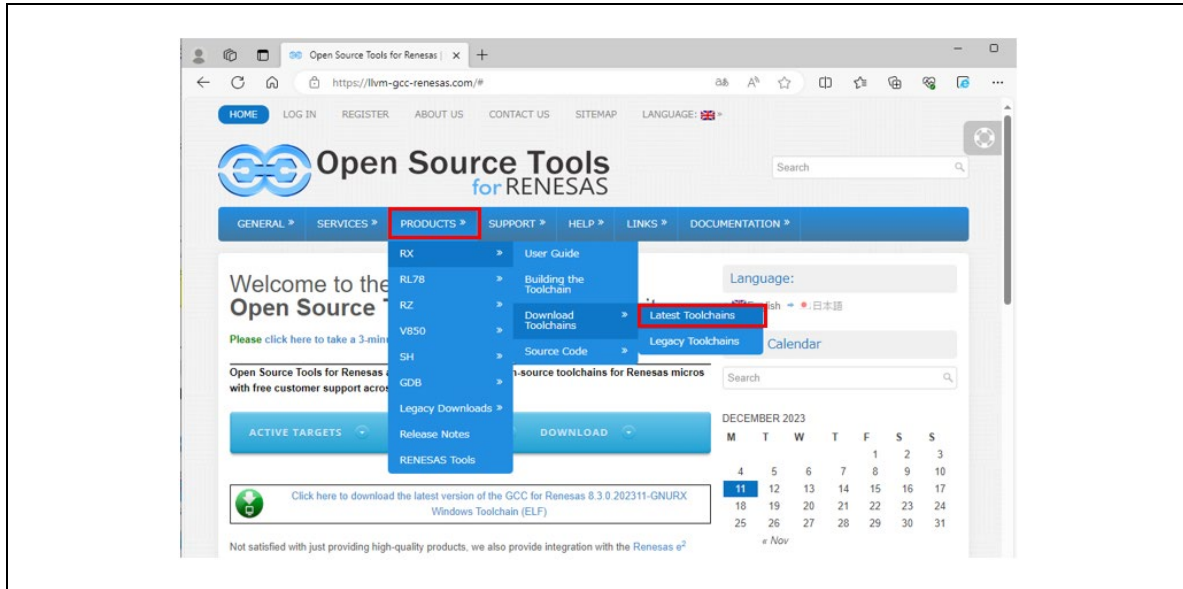 Open Source Tools for Renesas |
https://llvm-gcc-renesas.com/#
HOME LOG IN REGISTER ABOUT US CONTACT US SITEMAP LANGUAGE:
Open Source Tools
for RENESAS
Search
GENERAL » SERVICES » PRODUCTS » SUPPORT » HELP » LINKS » DOCUMENTATION »
RX »
RL78 »
RZ »
V850 »
SH »
GDB »
Legacy Downloads »
Release Notes
RENESAS Tools
User Guide
Building the
Toolchain
Download »
Toolchains
Source Code »
Latest Toolchains
Legacy Toolchains
Welcome to the
Open Source
Please click here to take a 3-min
Open Source Tools for Renesas
n-source toolchains for Renesas micros
with free customer support acros
ACTIVE TARGETS DOWNLOAD
Click here to download the latest version of the GCC for Renesas 8.3.0.202311-GNURX
Windows Toolchain (ELF)
Not satisfied with just providing high-quality products, we also provide integration with the Renesas e²
Language:
日本語
Calendar
Search
DECEMBER 2023
M T W T F S S
1 2 3
4 5 6 7 8 9 10
11 12 13 14 15 16 17
18 19 20 21 22 23 24
25 26 27 28 29 30 31
« Nov